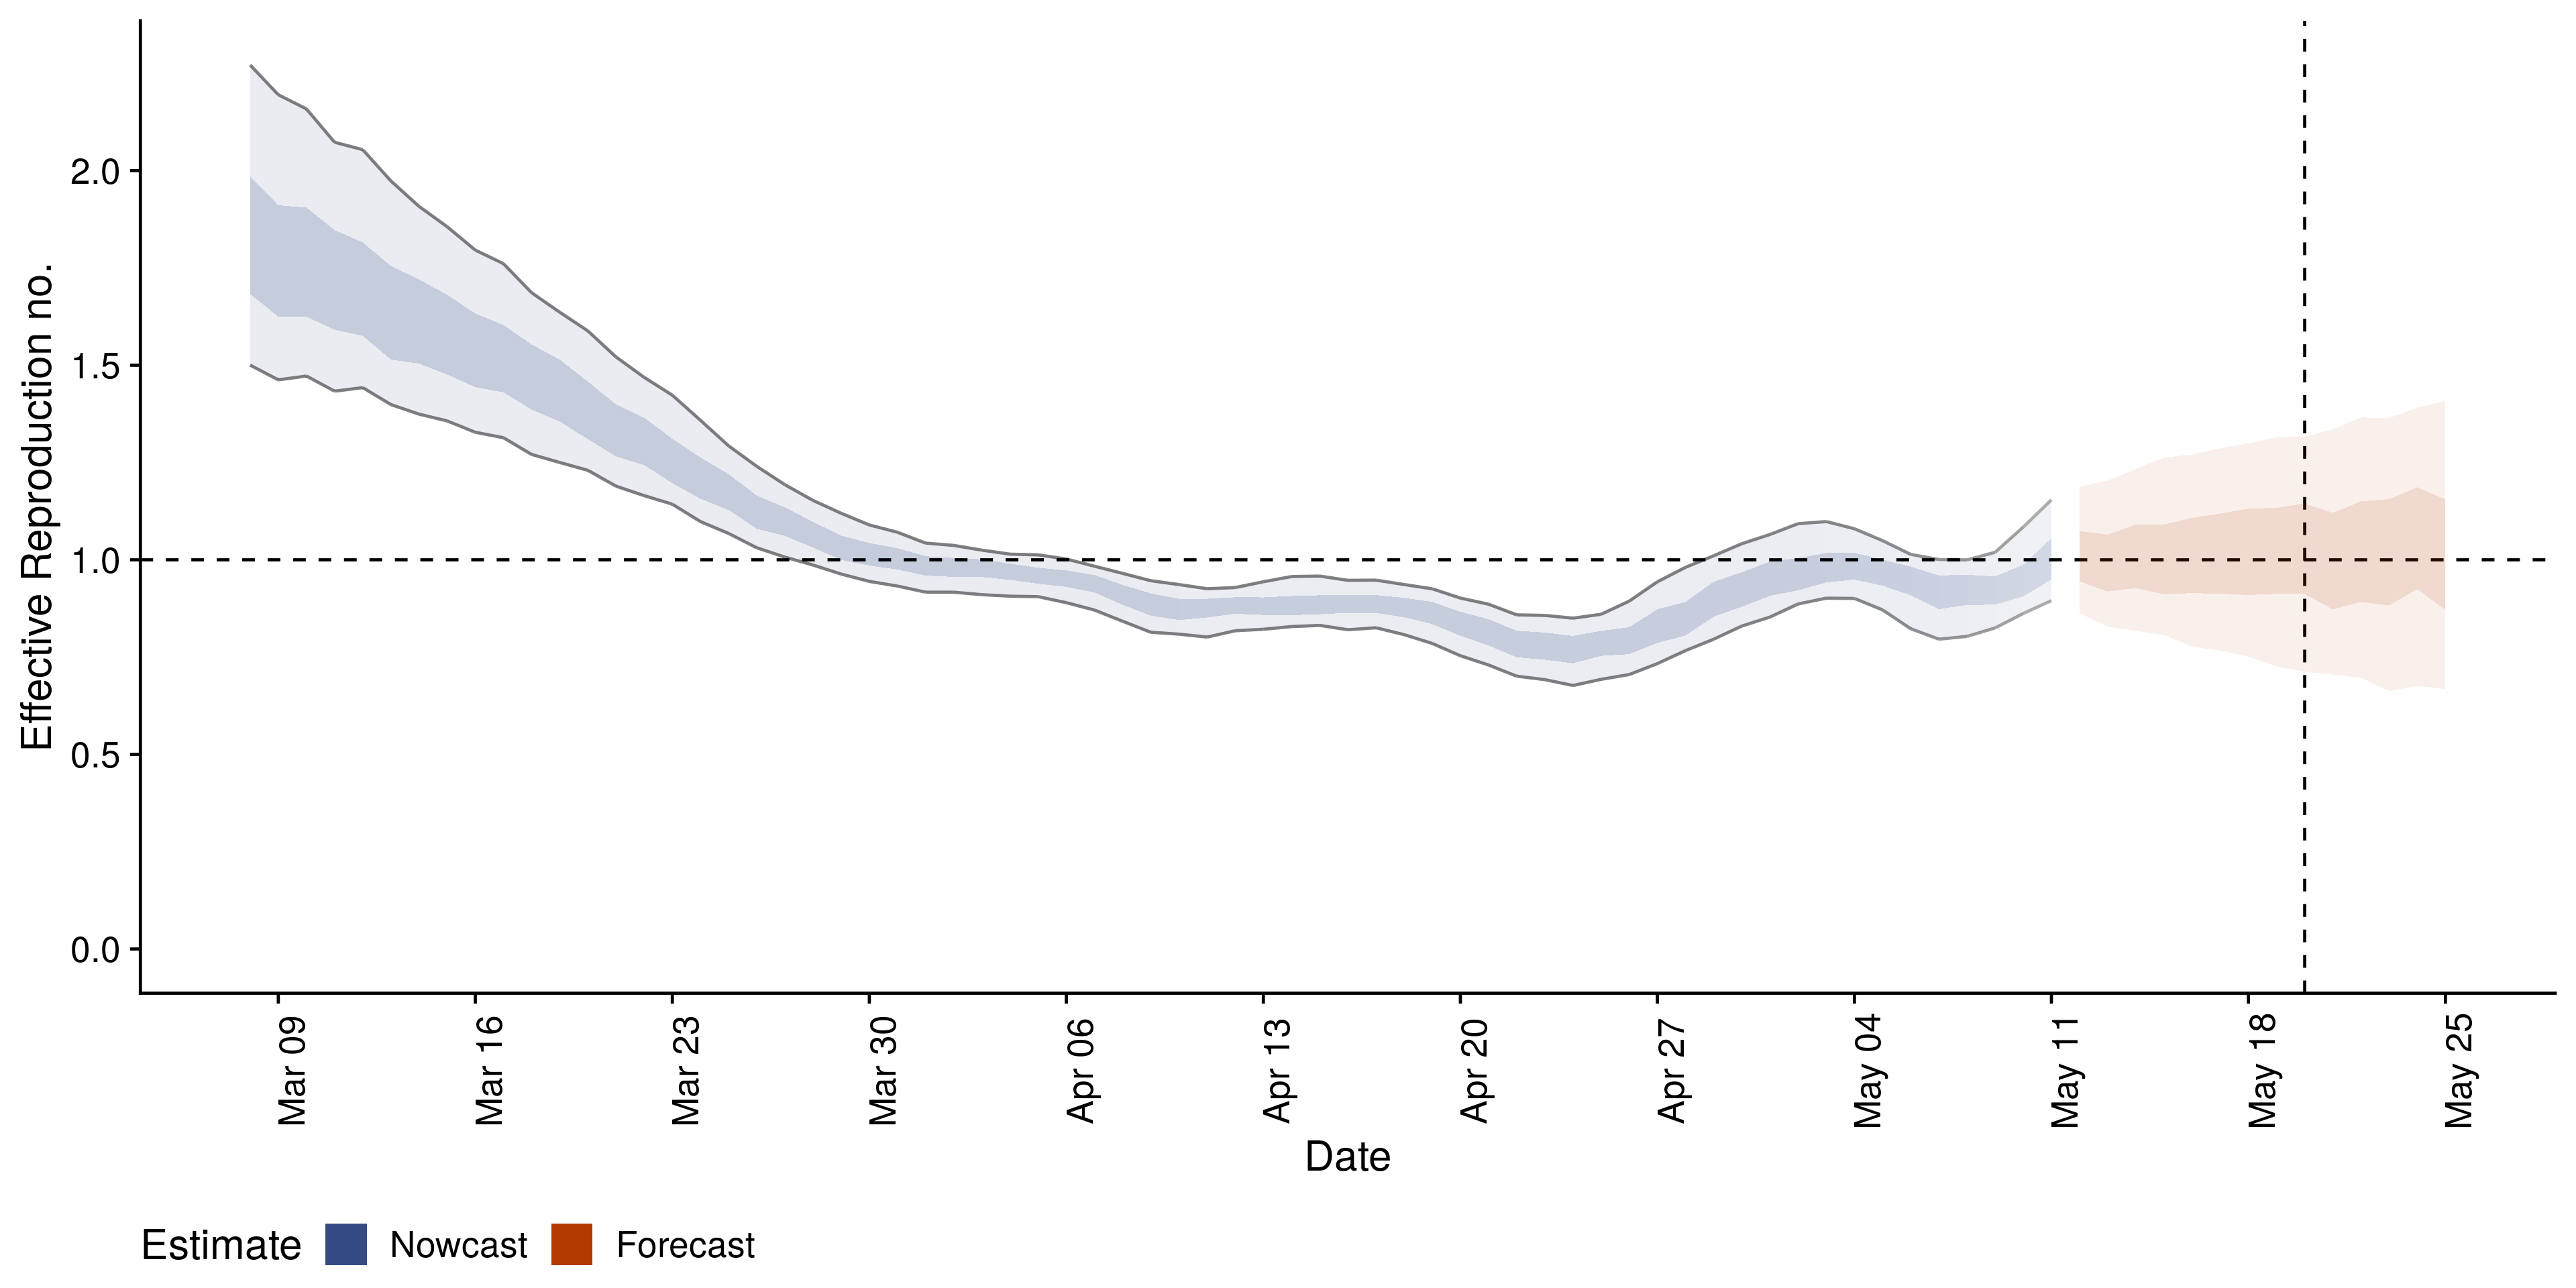 Effective Reproduction no.
2.0
1.5
1.0
0.5
0.0
Mar 09
Mar 16
Mar 23
Mar 30
Apr 06
Apr 13
Apr 20
Apr 27
May 04
May 11
May 18
May 25
Date
Estimate Nowcast Forecast